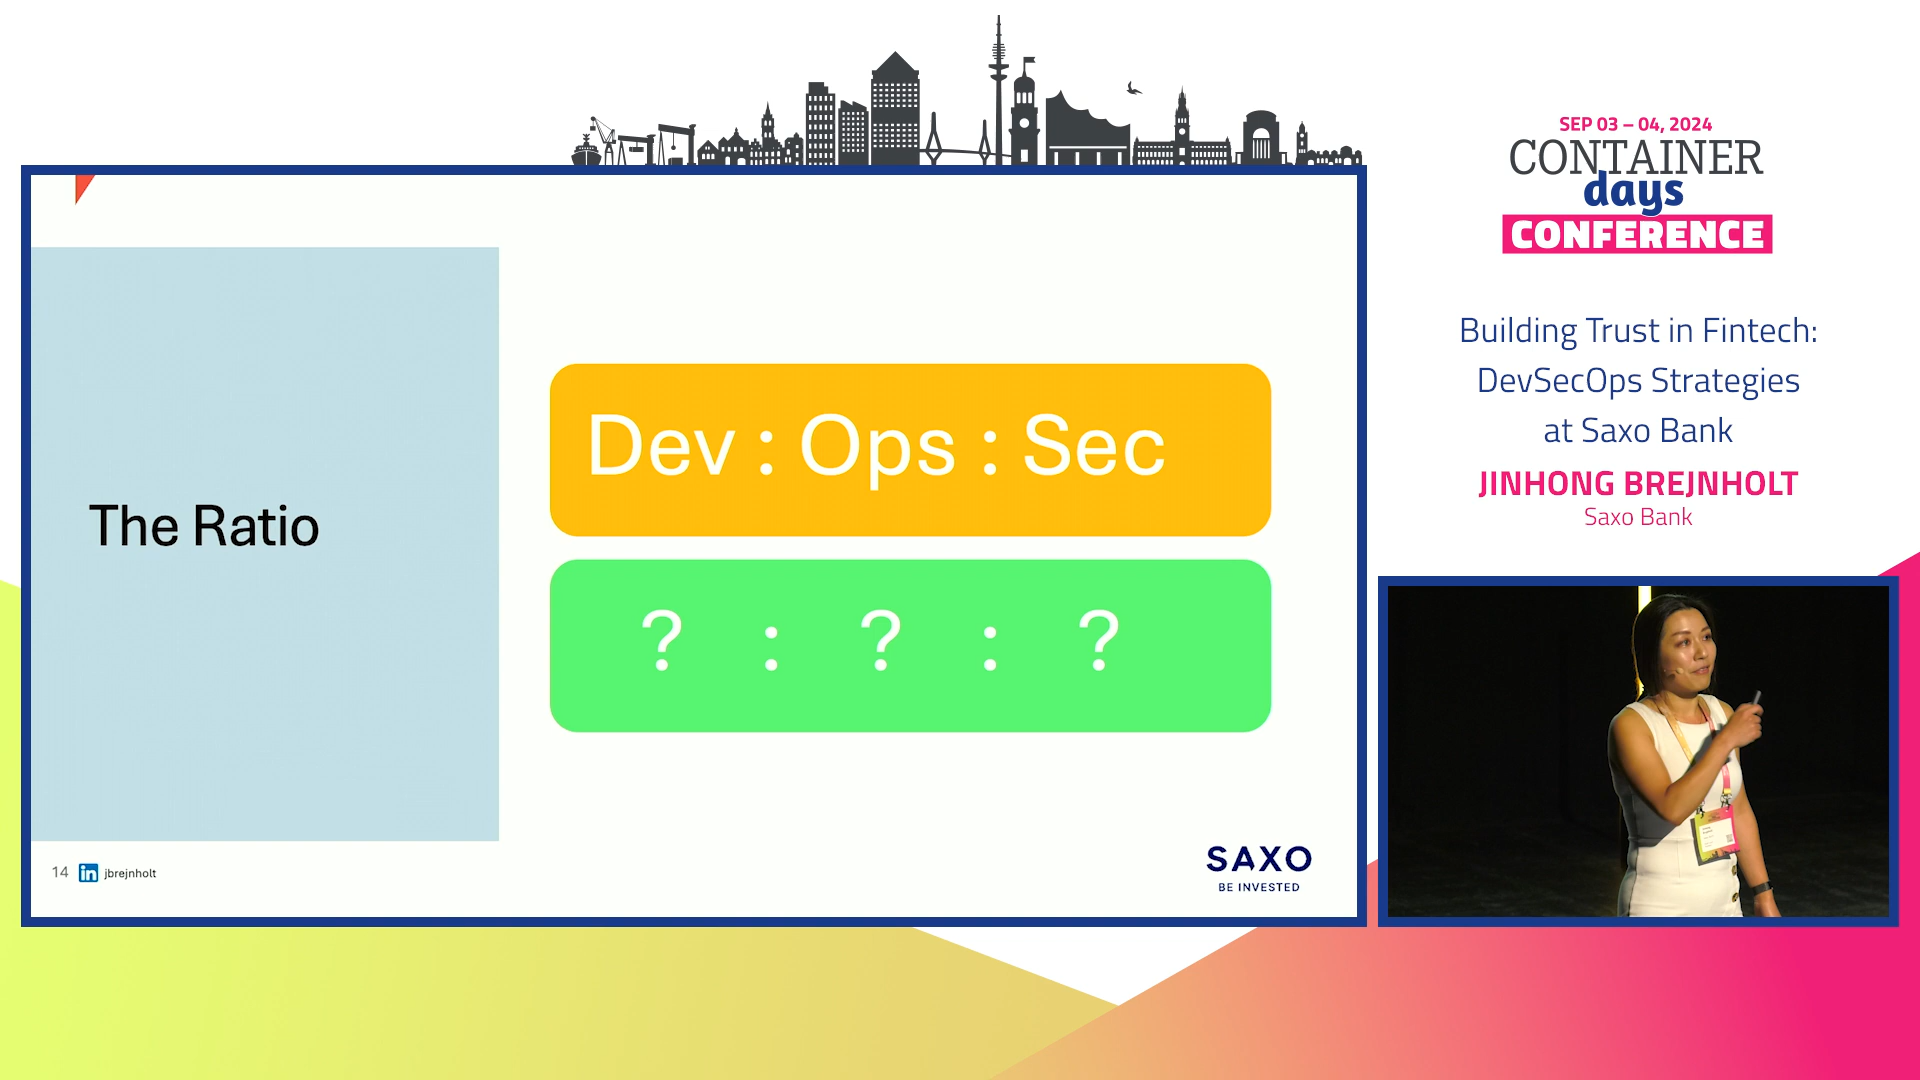 SEP 03 – 04, 2024
CONTAINER
days
CONFERENCE
Building Trust in Fintech:
DevSecOps Strategies
at Saxo Bank
JINHONG BREJNHOLT
Saxo Bank
The Ratio
Dev : Ops : Sec
? : ? : ?
14 in jbrejnholt
SAXO
BE INVESTED